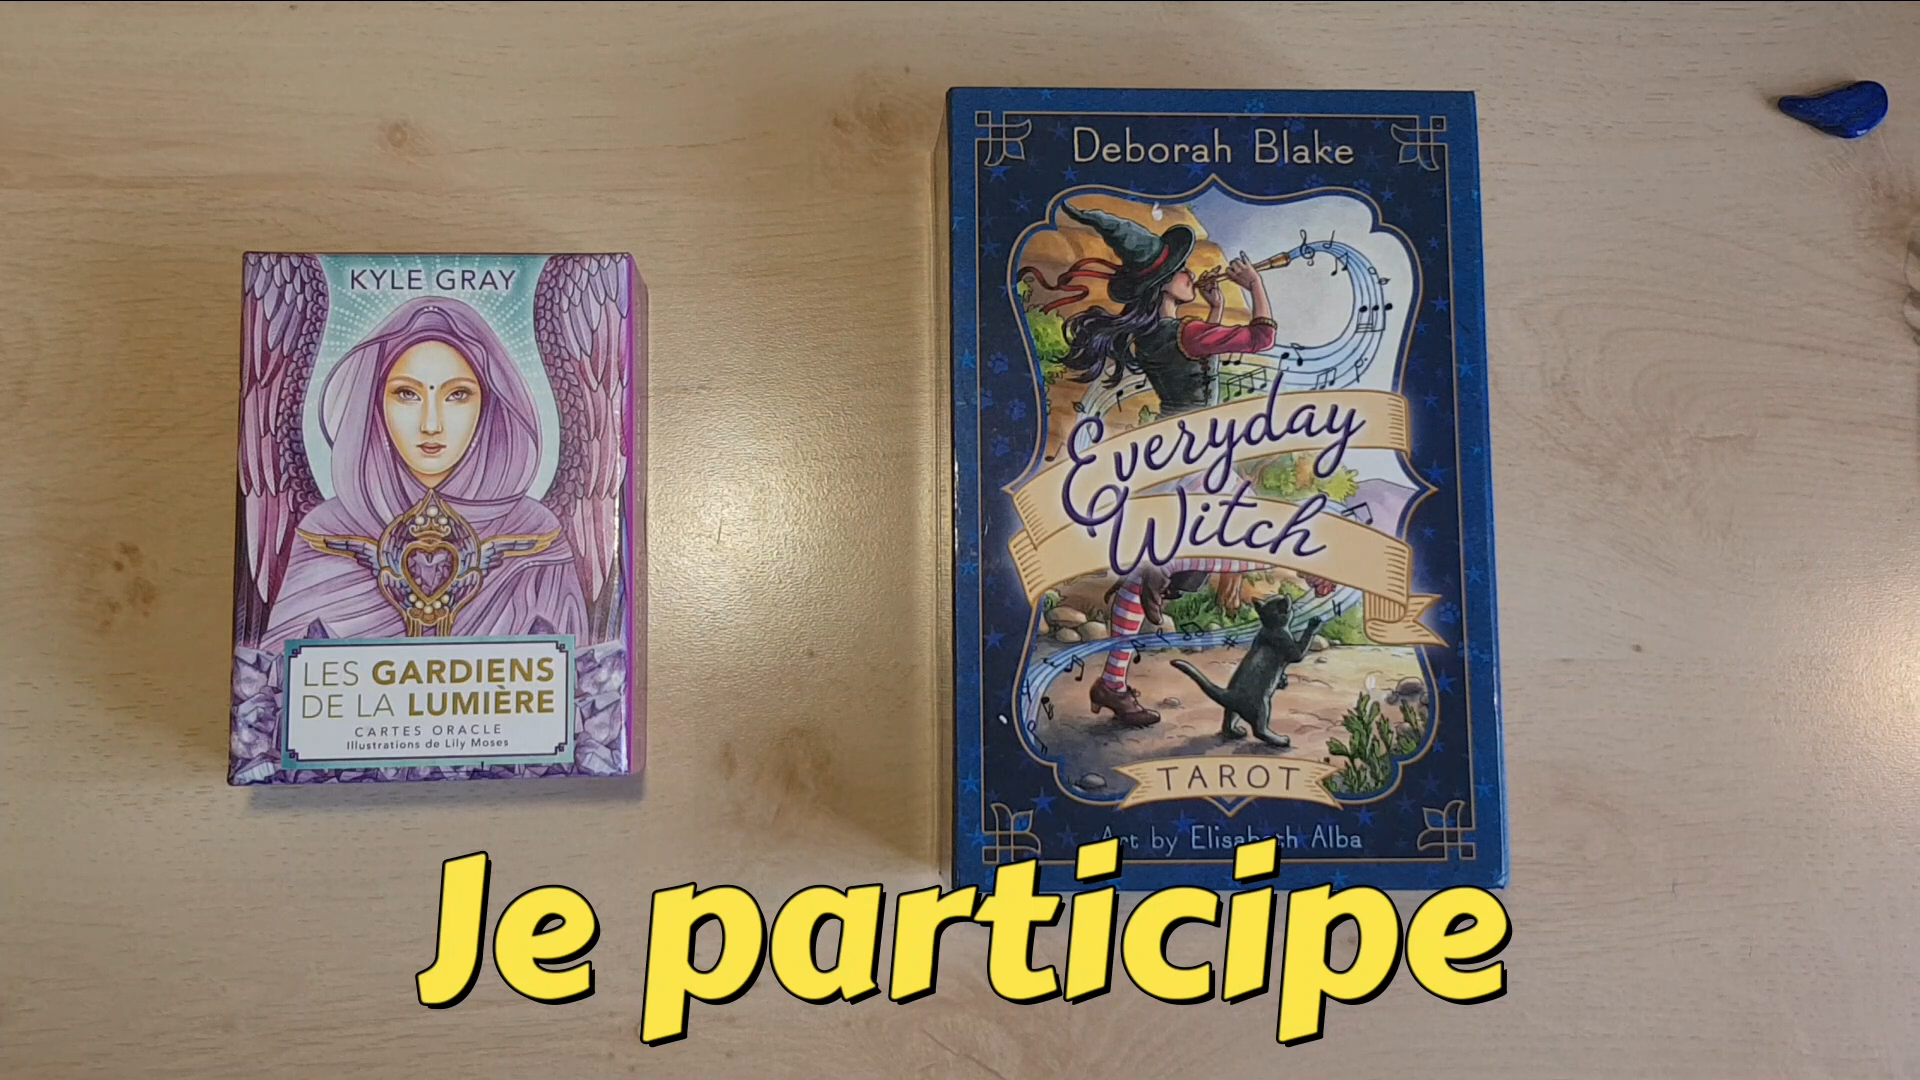 KYLE GRAY
LES GARDIENS
DE LA LUMIÈRE
CARTES ORACLE
Illustrations de Lily Moses
Deborah Blake
Everyday
Witch
TAROT
Art by Elisabeth Alba
Je participe